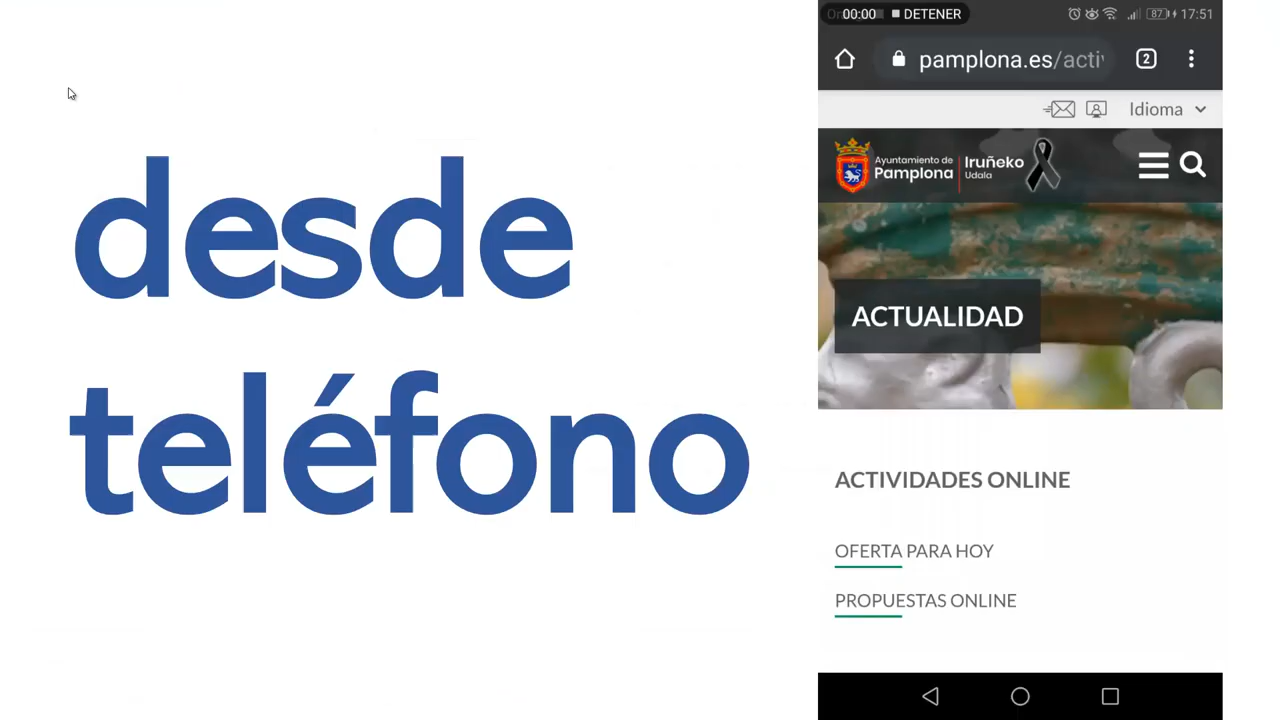 desde
teléfono
00:00 DETENER
87
17:51
pamplona.es/acti
2
Idioma
Ayuntamiento de
Pamplona
Iruñeko
Udala
ACTUALIDAD
ACTIVIDADES ONLINE
OFERTA PARA HOY
PROPUESTAS ONLINE